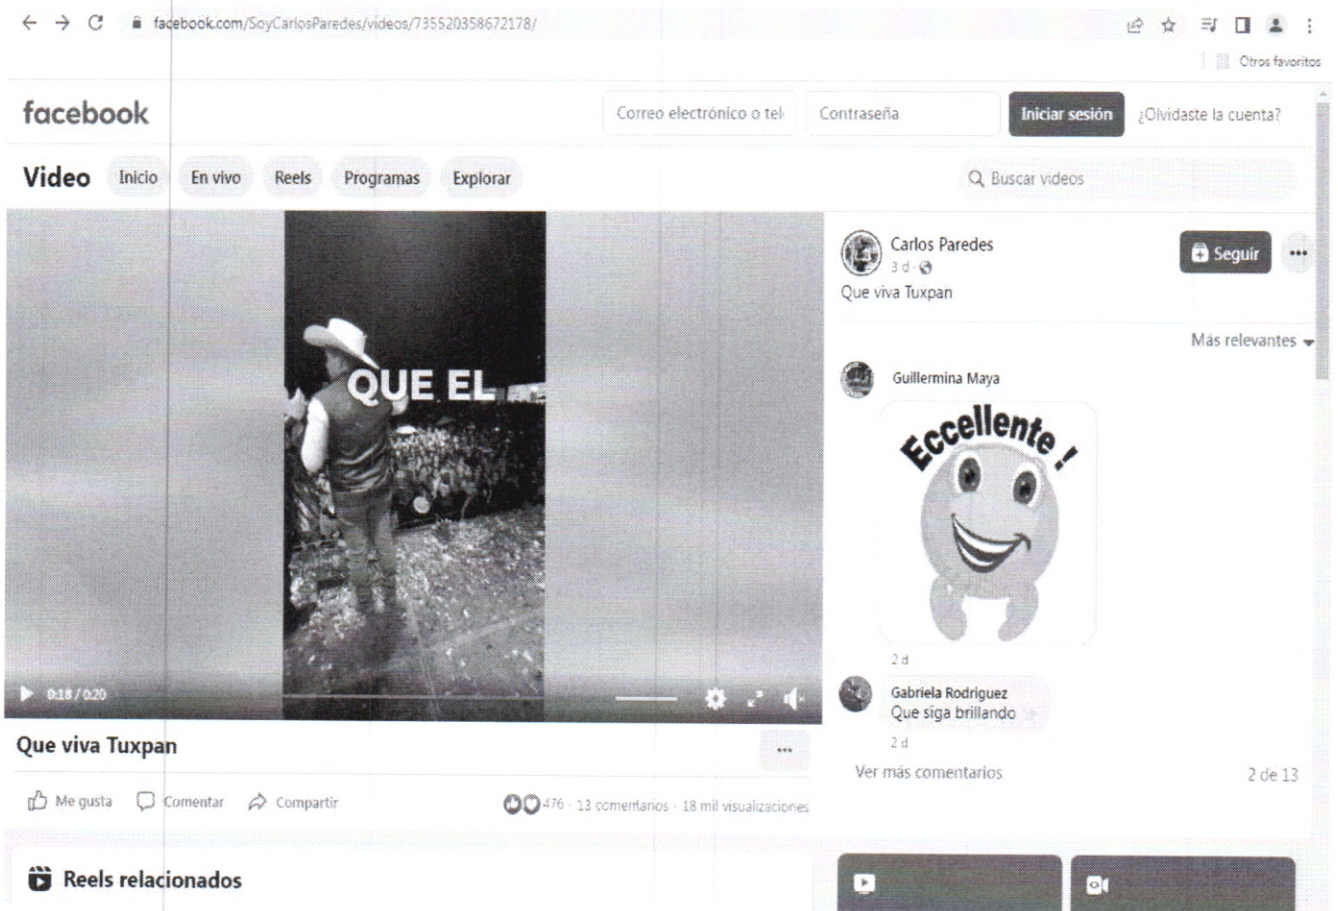 facebook.com/SoyCarlosParedes/videos/735520358672178/
Otros favoritos
facebook
Correo electrónico o tel
Contraseña
Iniciar sesión
¿Olvidaste la cuenta?
Video
Inicio
En vivo
Reels
Programas
Explorar
Buscar videos
QUE EL
0:18 / 0:20
Carlos Paredes
3 d
Seguir
Que viva Tuxpan
Más relevantes
Guillermina Maya
Eccellente !
2 d
Gabriela Rodriguez
Que siga brillando
2 d
Ver más comentarios
2 de 13
Que viva Tuxpan
Me gusta
Comentar
Compartir
476 · 13 comentarios · 18 mil visualizaciones
Reels relacionados